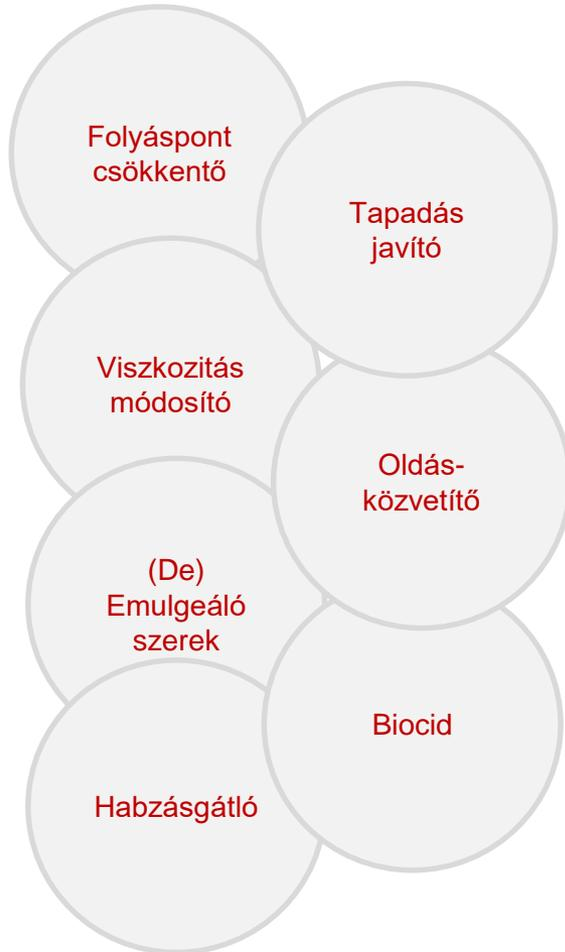 Folyáspont
csökkentő
Tapadás
javító
Viszkozitás
módosító
Oldás-
közvetítő
(De)
Emulgeáló
szerek
Biocid
Habzásgátló